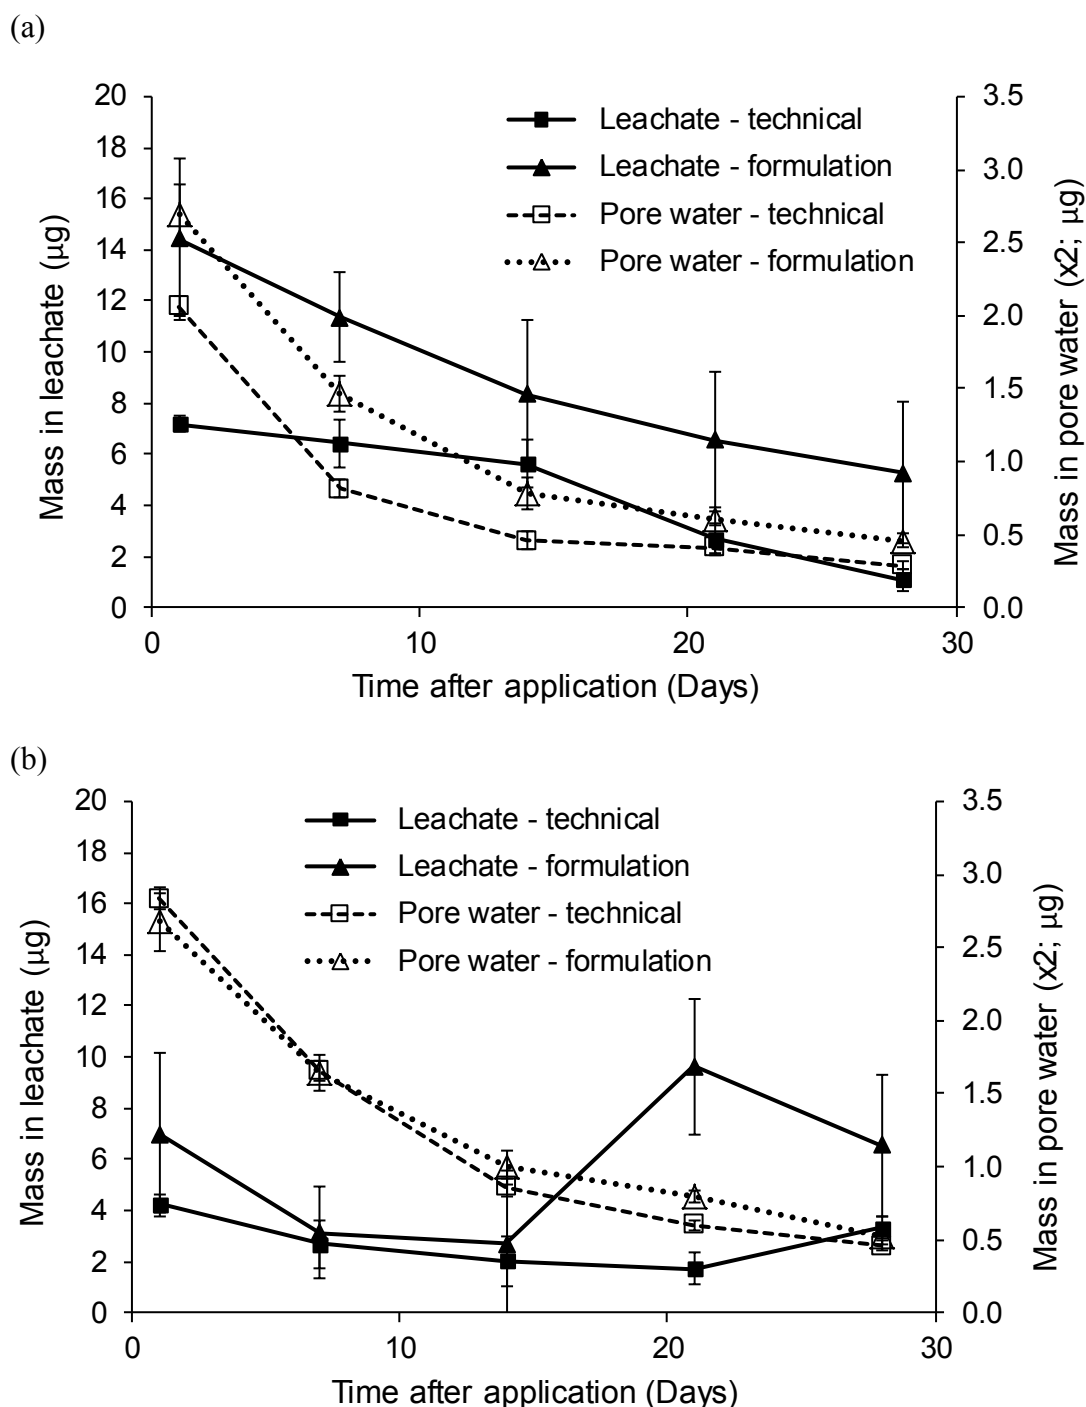 (a)
20
18
16
14
12
10
8
6
4
2
0
Mass in leachate (µg)
Leachate - technical
Leachate - formulation
Pore water - technical
Pore water - formulation
3.5
3.0
2.5
2.0
1.5
1.0
0.5
0.0
Mass in pore water (x2; µg)
0 10 20 30
Time after application (Days)
(b)
20
18
16
14
12
10
8
6
4
2
0
Mass in leachate (µg)
Leachate - technical
Leachate - formulation
Pore water - technical
Pore water - formulation
3.5
3.0
2.5
2.0
1.5
1.0
0.5
0.0
Mass in pore water (x2; µg)
0 10 20 30
Time after application (Days)